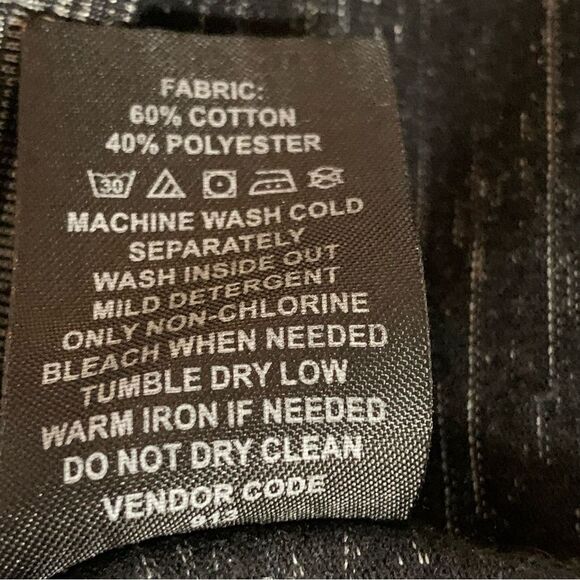 FABRIC:
60% COTTON
40% POLYESTER
30
MACHINE WASH COLD
SEPARATELY
WASH INSIDE OUT
MILD DETERGENT
ONLY NON-CHLORINE
BLEACH WHEN NEEDED
TUMBLE DRY LOW
WARM IRON IF NEEDED
DO NOT DRY CLEAN
VENDOR CODE